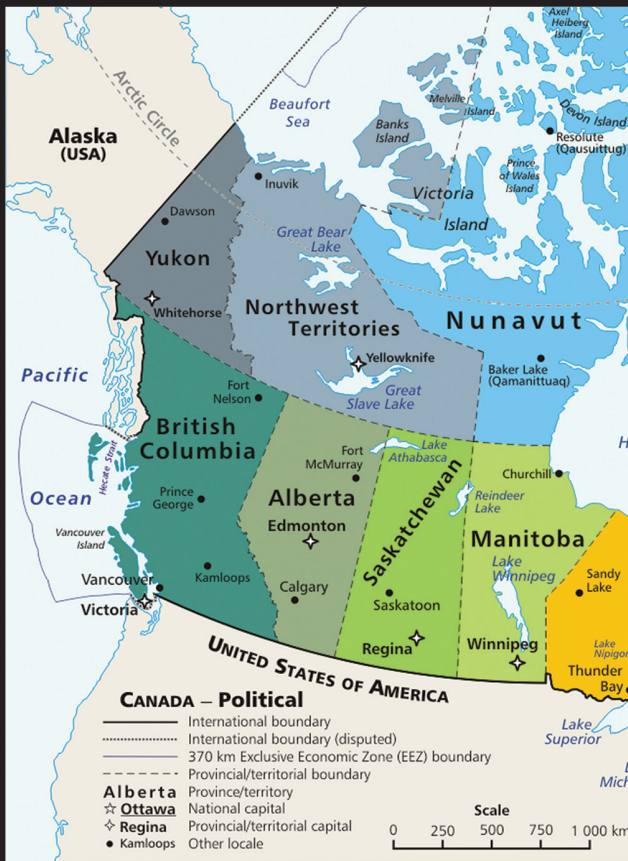 Axel
Heiberg
Island
Arctic Circle
Beaufort
Sea
Melville
Island
Devon Island
Banks
Island
Resolute
(Qausuittuq)
Alaska
(USA)
Prince
of Wales
Island
Inuvik
Victoria
Island
Dawson
Great Bear
Lake
Yukon
Whitehorse
Northwest
Territories
Nunavut
Yellowknife
Baker Lake
(Qamanittuaq)
Pacific
Ocean
Great
Slave Lake
Fort
Nelson
British
Columbia
Hecate Strait
Lake
Athabasca
Fort
McMurray
Churchill
H
Prince
George
Alberta
Edmonton
Saskatchewan
Reindeer
Lake
Manitoba
Vancouver
Island
Lake
Winnipeg
Vancouver
Kamloops
Calgary
Saskatoon
Sandy
Lake
Victoria
Regina
Winnipeg
Lake
Nipigon
Thunder
Bay
United States of America
Lake
Superior
Mich
Canada – Political
International boundary
International boundary (disputed)
370 km Exclusive Economic Zone (EEZ) boundary
Provincial/territorial boundary
Alberta Province/territory
Ottawa National capital
Regina Provincial/territorial capital
Kamloops Other locale
Scale
0 250 500 750 1 000 km